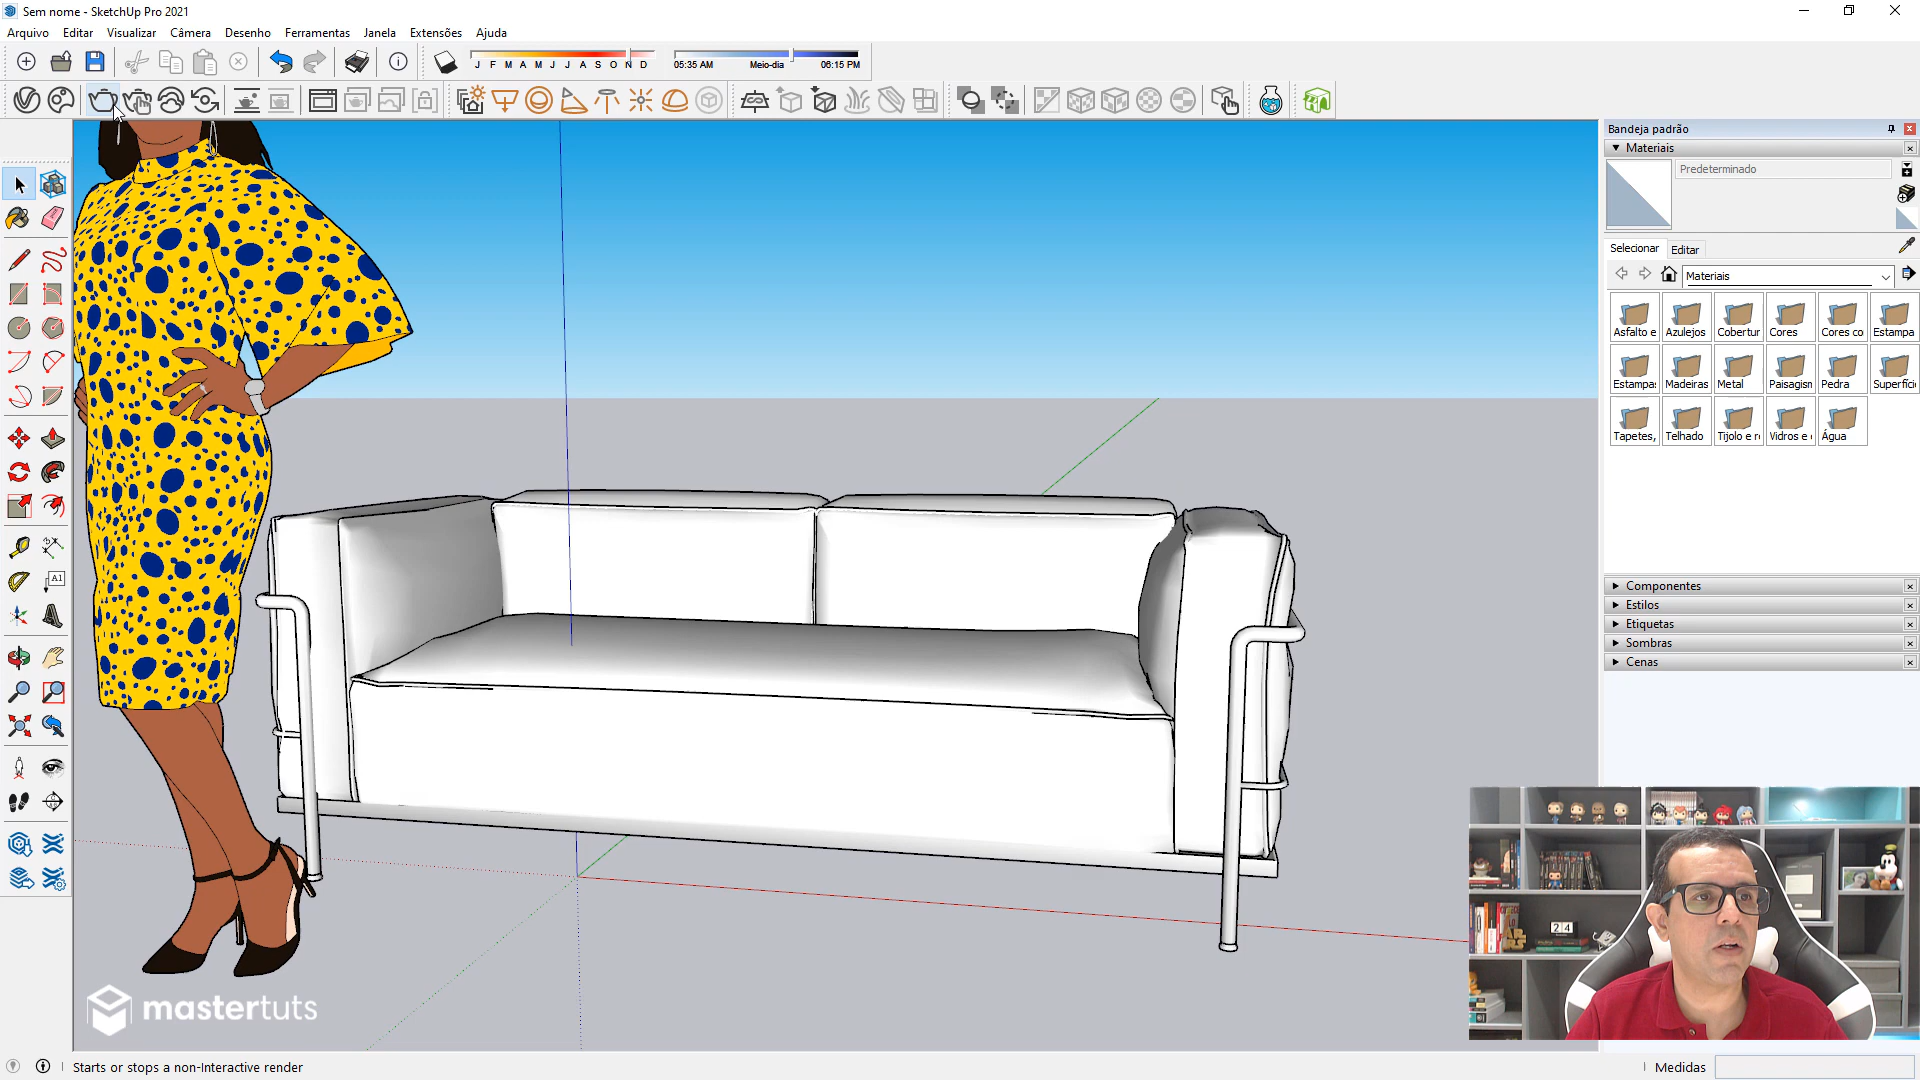 Sem nome - SketchUp Pro 2021
Arquivo Editar Visualizar Câmera Desenho Ferramentas Janela Extensões Ajuda
J F M A M J J A S O N D
05:35 AM Meio-dia 06:15 PM
Bandeja padrão
Materiais
Predeterminado
Selecionar Editar
Materiais
Asfalto e Azulejos Cobertur Cores Cores co Estampa
Estampas Madeiras Metal Paisagism Pedra Superfíci
Tapetes, Telhado Tijolo e r Vidros e Água
A1
Componentes
Estilos
Etiquetas
Sombras
Cenas
24
mastertuts
Starts or stops a non-Interactive render
Medidas